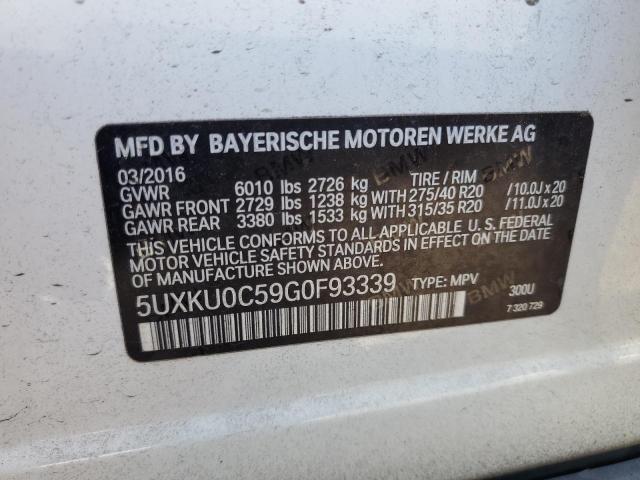 MFD BY BAYERISCHE MOTOREN WERKE AG
03/2016 TIRE / RIM
GVWR 6010 lbs 2726 kg
GAWR FRONT 2729 lbs 1238 kg WITH 275/40 R20 /10.0J x 20
GAWR REAR 3380 lbs 1533 kg WITH 315/35 R20 /11.0J x 20
THIS VEHICLE CONFORMS TO ALL APPLICABLE U. S. FEDERAL
MOTOR VEHICLE SAFETY STANDARDS IN EFFECT ON THE DATE
OF MANUFACTURE SHOWN ABOVE.
5UXKU0C59G0F93339 TYPE: MPV 300U
7 320 729